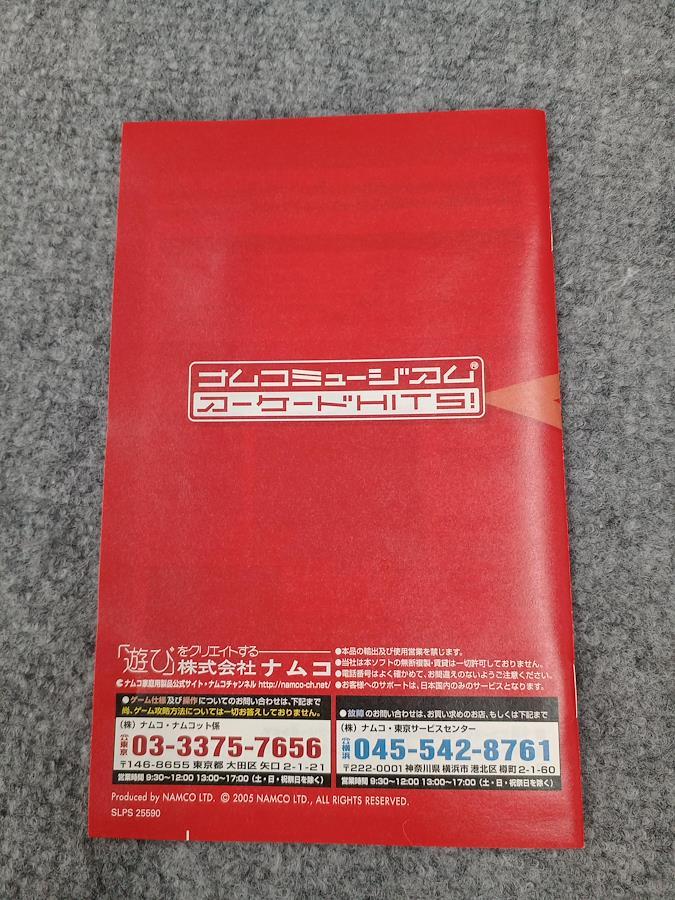 ナムコミュージアム®
アーケードHITS!
「遊び」をクリエイトする
株式会社 ナムコ
ナムコ家庭用製品公式サイト・ナムコチャンネル http://namco-ch.net/
●本品の輸出及び使用営業を禁じます。
●当社は本ソフトの無断複製・賃貸は一切許可しておりません。
●電話番号はよく確かめて、お間違えのないようご注意ください。
●お客様へのサポートは、日本国内のみのサービスとなります。
●ゲーム仕様及び操作についてのお問い合わせは、下記まで
尚、ゲーム攻略方法については一切お答えしておりません。
(株) ナムコ・ナムコット係
東京 03-3375-7656
〒146-8655 東京都 大田区 矢口 2-1-21
営業時間 9:30〜12:00 13:00〜17:00 (土・日・祝祭日を除く)
●故障のお問い合わせは、お買い求めのお店、もしくは下記まで
(株) ナムコ・東京サービスセンター
横浜 045-542-8761
〒222-0001 神奈川県 横浜市 港北区 樽町 2-1-60
営業時間 9:30〜12:00 13:00〜17:00 (土・日・祝祭日を除く)
Produced by NAMCO LTD. © 2005 NAMCO LTD., ALL RIGHTS RESERVED.
SLPS 25590